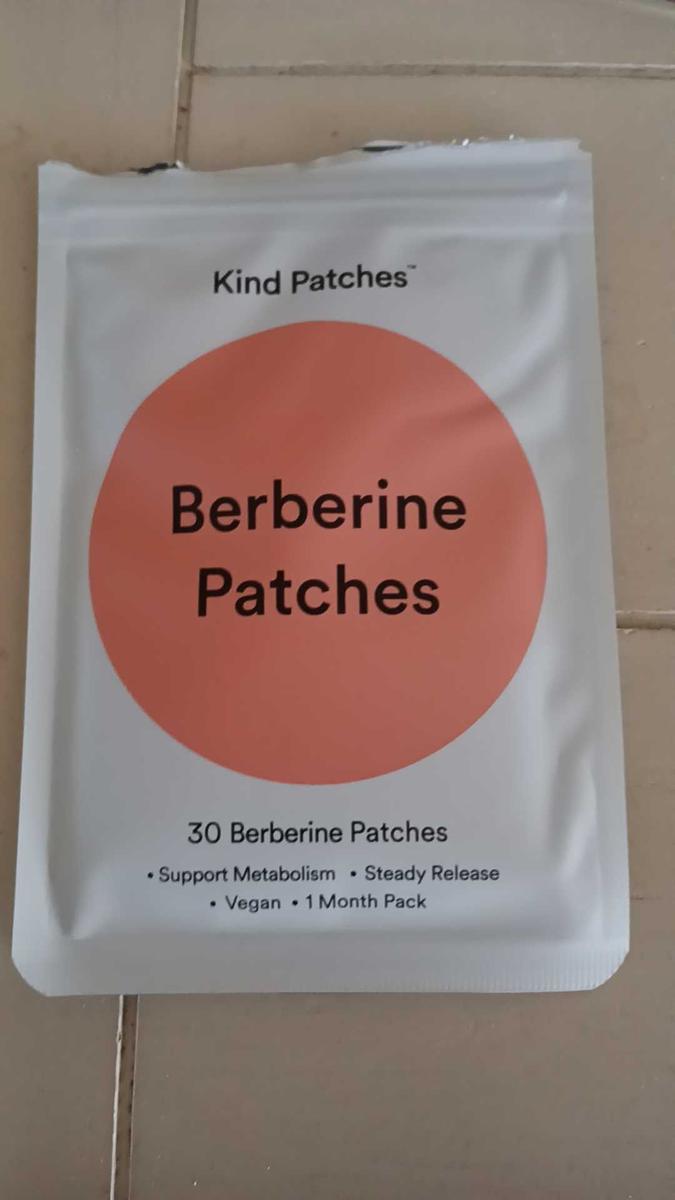 Kind Patches™
Berberine
Patches
30 Berberine Patches
• Support Metabolism • Steady Release
• Vegan • 1 Month Pack